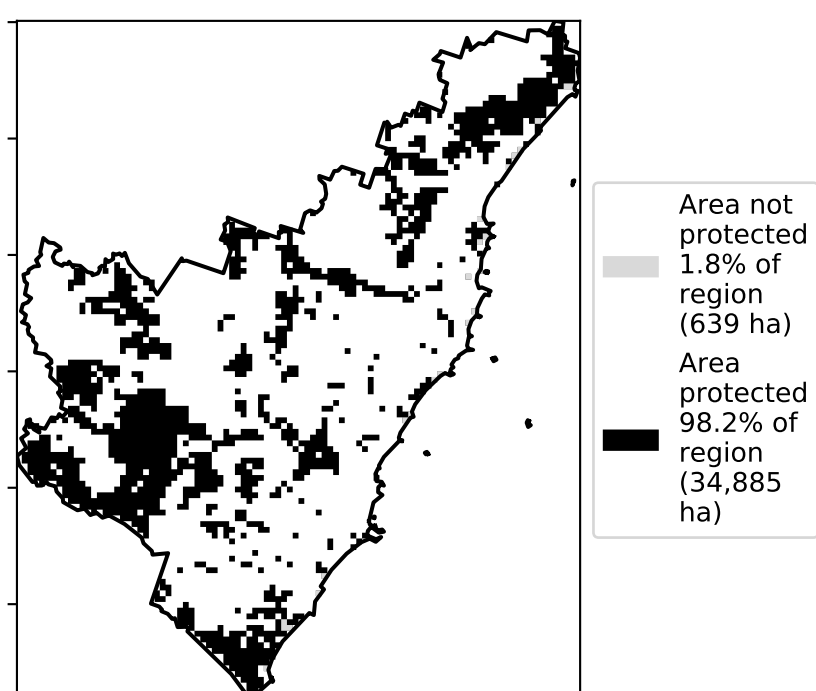 Area not
protected
1.8% of
region
(639 ha)
Area
protected
98.2% of
region
(34,885
ha)